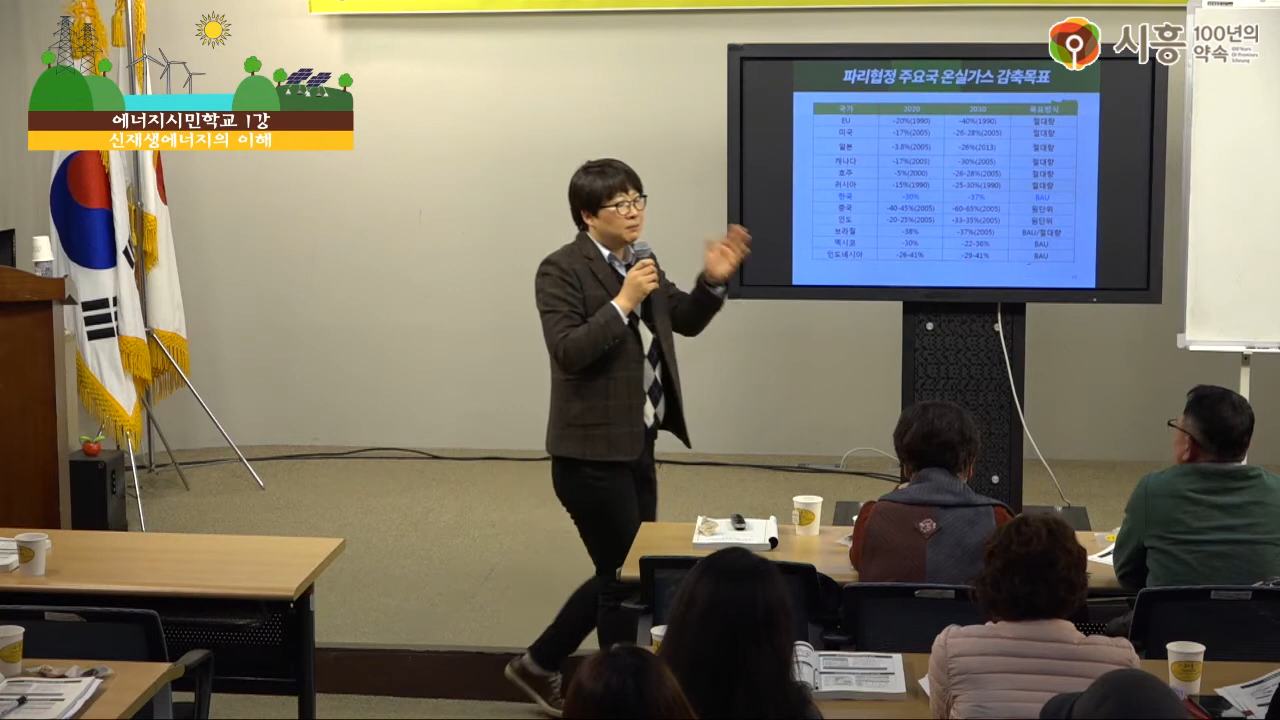 에너지시민학교 1강
신재생에너지의 이해
시흥 100년의 약속
파리협정 주요국 온실가스 감축목표
국가 2020 2030 목표방식
EU -20%(1990) -40%(1990) 절대량
미국 -17%(2005) -26-28%(2005) 절대량
일본 -3.8%(2005) -26%(2013) 절대량
캐나다 -17%(2005) -30%(2005) 절대량
호주 -5%(2000) -26-28%(2005) 절대량
러시아 -15%(1990) -25-30%(1990) 절대량
한국 -30% -37% BAU
중국 -40-45%(2005) -60-65%(2005) 원단위
인도 -20-25%(2005) -33-35%(2005) 원단위
브라질 -38% -37%(2005) BAU/절대량
멕시코 -30% -22-36% BAU
인도네시아 -26-41% -29-41% BAU